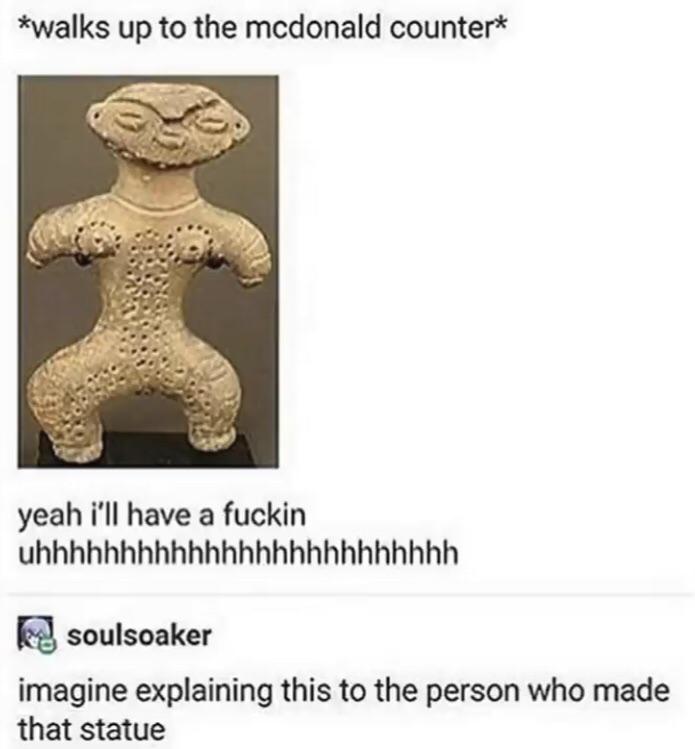 *walks up to the mcdonald counter*
yeah i'll have a fuckin
uhhhhhhhhhhhhhhhhhhhhhhhhhhhh
soulsoaker
imagine explaining this to the person who made
that statue